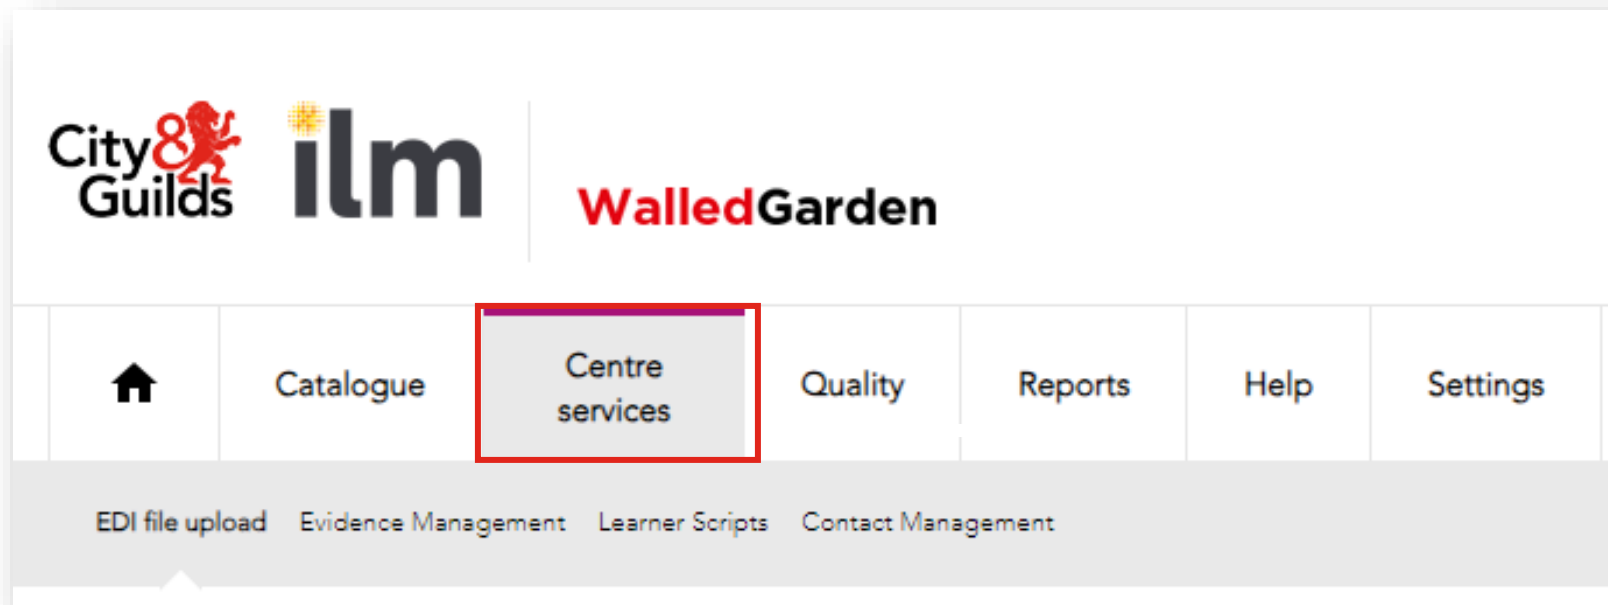 City&
Guilds
ilm
WalledGarden
Catalogue
Centre
services
Quality
Reports
Help
Settings
EDI file upload
Evidence Management
Learner Scripts
Contact Management